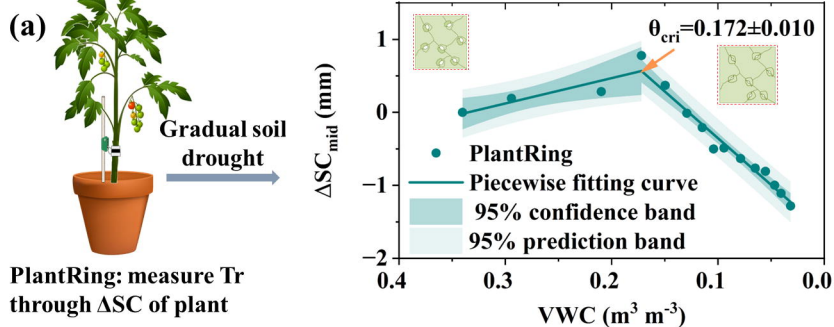 (a)
Gradual soil
drought
PlantRing: measure Tr
through ΔSC of plant
θcri=0.172±0.010
ΔSCmid (mm)
1
0
−1
−2
PlantRing
Piecewise fitting curve
95% confidence band
95% prediction band
0.4
0.3
0.2
0.1
0.0
VWC (m³ m⁻³)